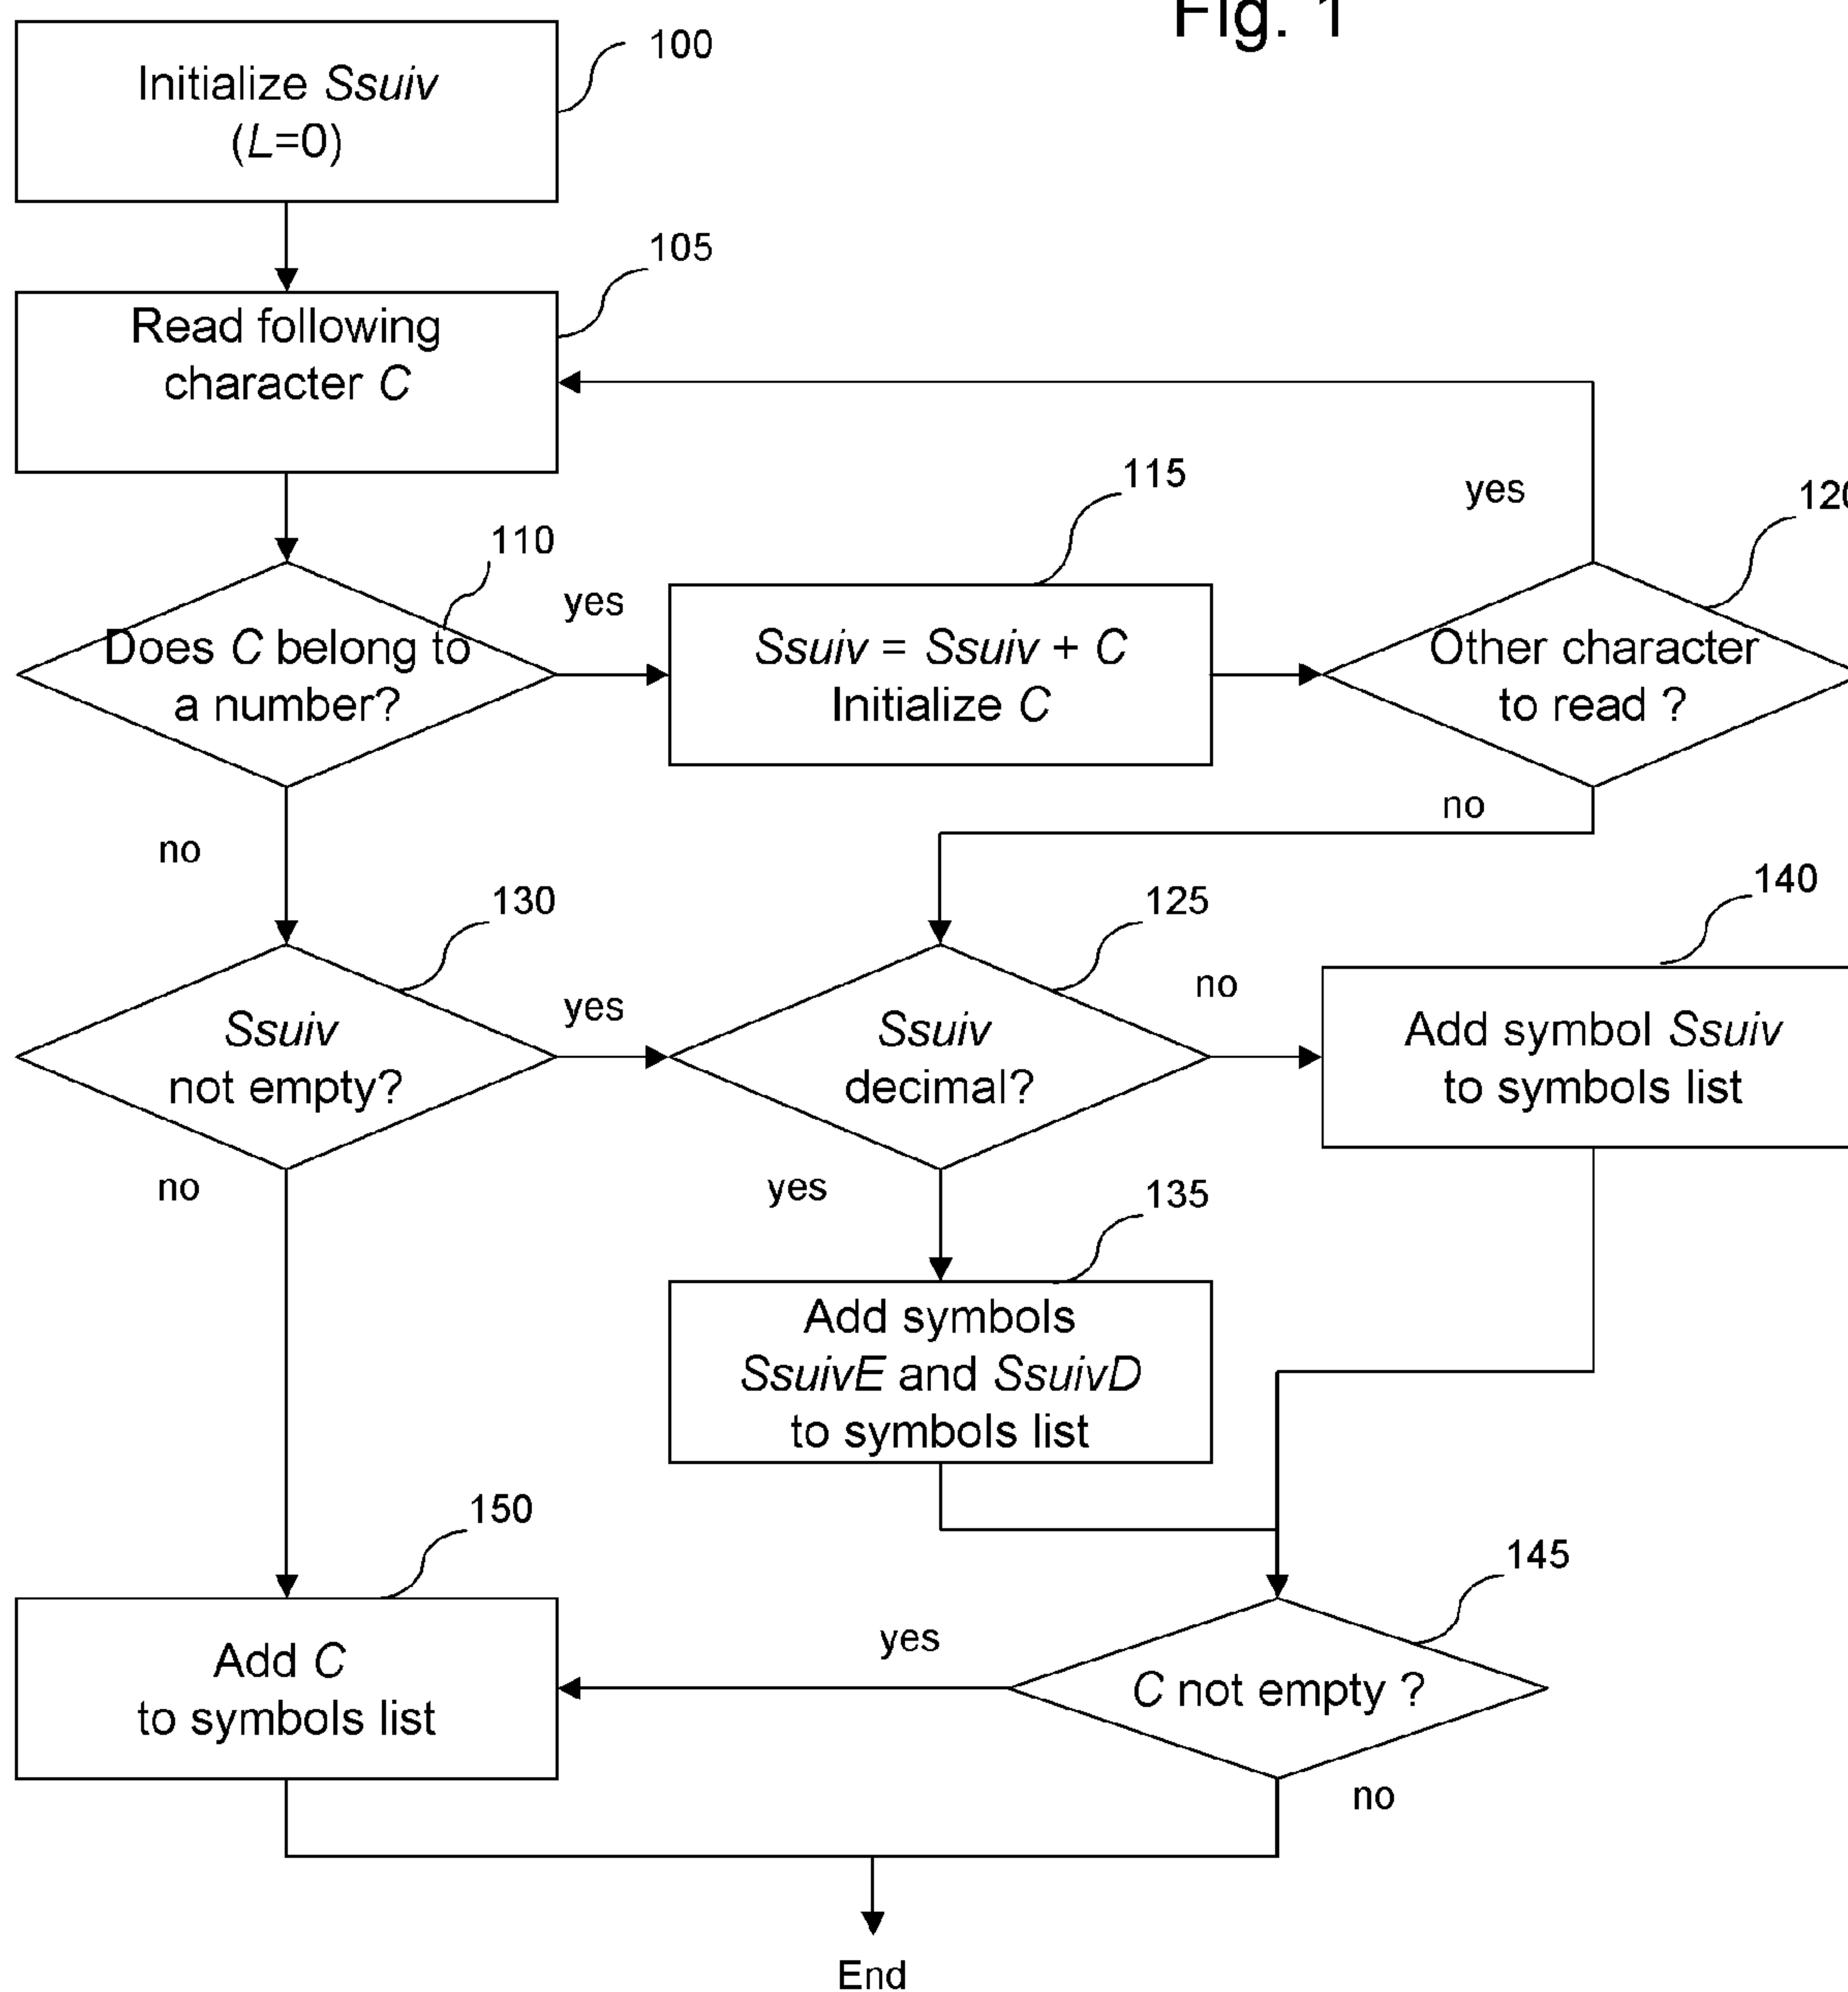 Fig. 1
100
Initialize Ssuiv
(L=0)
105
Read following
character C
110
Does C belong to
a number?
yes
115
Ssuiv = Ssuiv + C
Initialize C
yes
120
Other character
to read ?
no
no
130
Ssuiv
not empty?
yes
125
Ssuiv
decimal?
no
140
Add symbol Ssuiv
to symbols list
no
yes
135
Add symbols
SsuivE and SsuivD
to symbols list
150
Add C
to symbols list
yes
145
C not empty ?
no
End